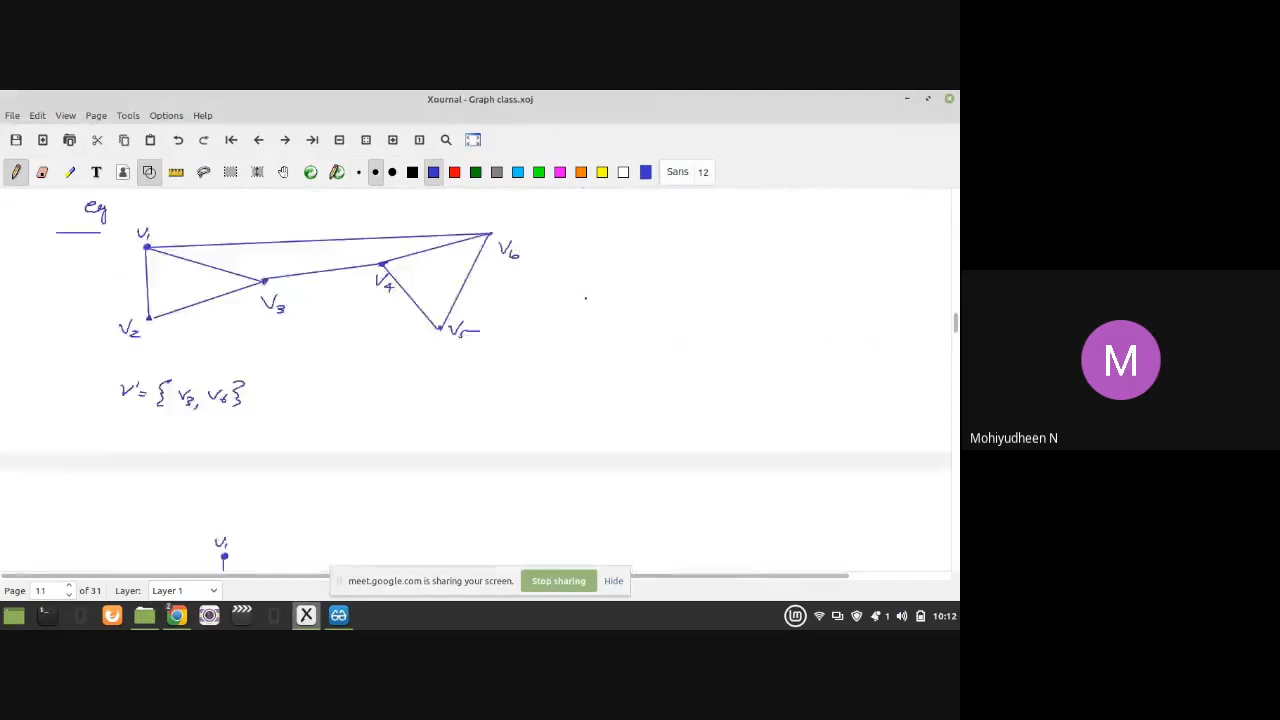 Xournal - Graph class.xoj
File Edit View Page Tools Options Help
Sans 12
eg
V1
V6
V3
V4
V2
V5
V' = { V3, V6 }
V1
meet.google.com is sharing your screen. Stop sharing Hide
Page 11 of 31 Layer: Layer 1
2
1 10:12
M
Mohiyudheen N